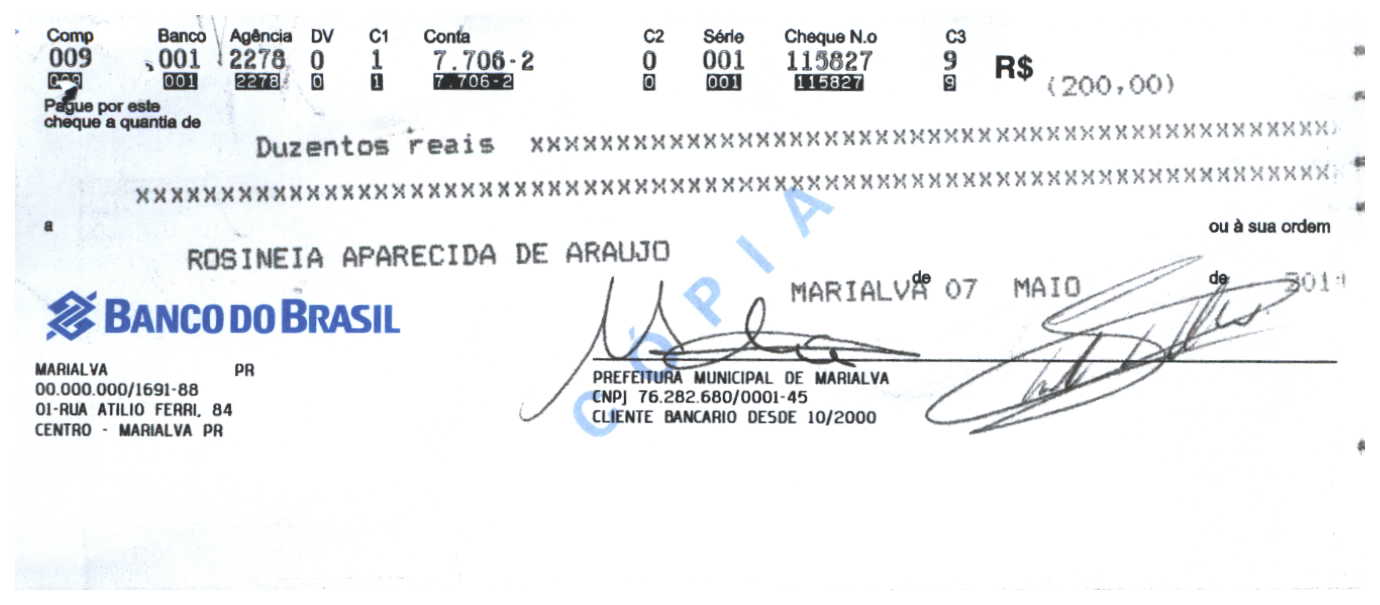 Comp Banco Agência DV C1 Conta C2 Série Cheque N.o C3
009 001 2278 0 1 7.706-2 0 001 115827 9 R$ (200,00)
009 001 2278 0 1 7.706-2 0 001 115827 9
Pague por este
cheque a quantia de
Duzentos reais xxxxxxxxxxxxxxxxxxxxxxxxxxxxxxxxxxxxxxxxxxxxxxx
xxxxxxxxxxxxxxxxxxxxxxxxxxxxxxxxxxxxxxxxxxxxxxxxxxxxxxxxxxxxxxxxxxxxx
a ou à sua ordem
ROSINEIA APARECIDA DE ARAUJO
MARIALVA de 07 MAIO de
BANCO DO BRASIL
MARIALVA PR
00.000.000/1691-88
01-RUA ATILIO FERRI, 84
CENTRO - MARIALVA PR
PREFEITURA MUNICIPAL DE MARIALVA
CNPJ 76.282.680/0001-45
CLIENTE BANCARIO DESDE 10/2000
CÓPIA